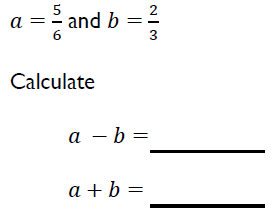 a = 5/6 and b = 2/3
Calculate
a − b =
a + b =